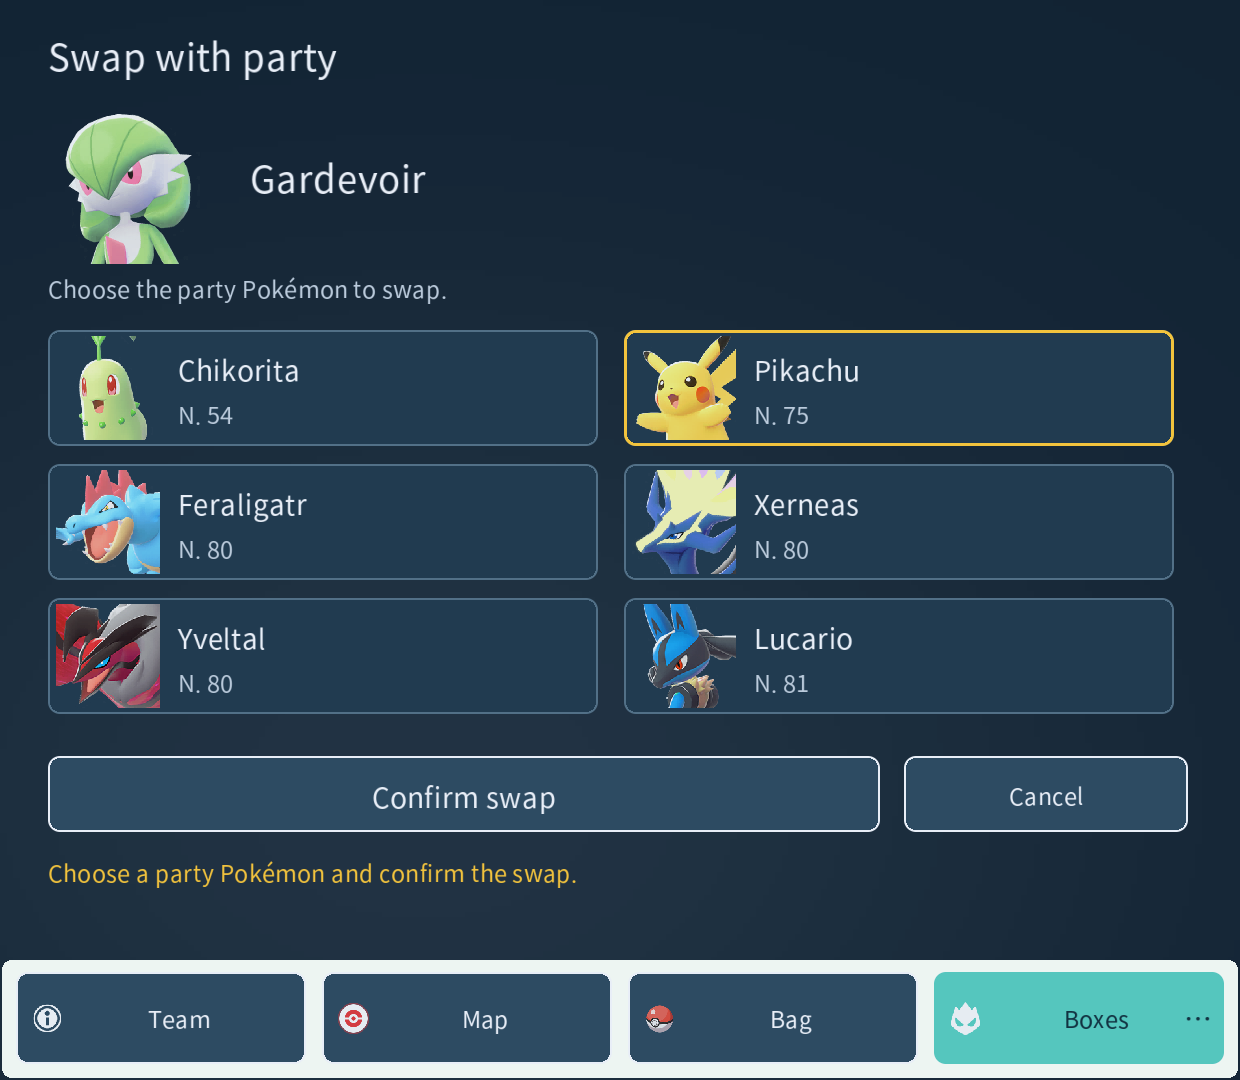 Swap with party
Gardevoir
Choose the party Pokémon to swap.
Chikorita
N. 54
Pikachu
N. 75
Feraligatr
N. 80
Xerneas
N. 80
Yveltal
N. 80
Lucario
N. 81
Confirm swap
Cancel
Choose a party Pokémon and confirm the swap.
Team
Map
Bag
Boxes
...